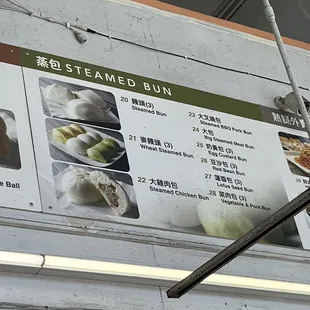 蒸包 STEAMED BUN
20 饅頭 (3)
Steamed Bun
21 麥饅頭 (3)
Wheat Steamed Bun
22 大雞肉包
Steamed Chicken Bun
23 大叉燒包
Steamed BBQ Pork Bun
24 大包
Big Steamed Meat Bun
25 奶黃包 (3)
Egg Custard Bun
26 豆沙包 (3)
Red Bean Bun
27 蓮蓉包 (3)
Lotus Seed Bun
28 菜肉包 (3)
Vegetable & Pork Bun
Ball